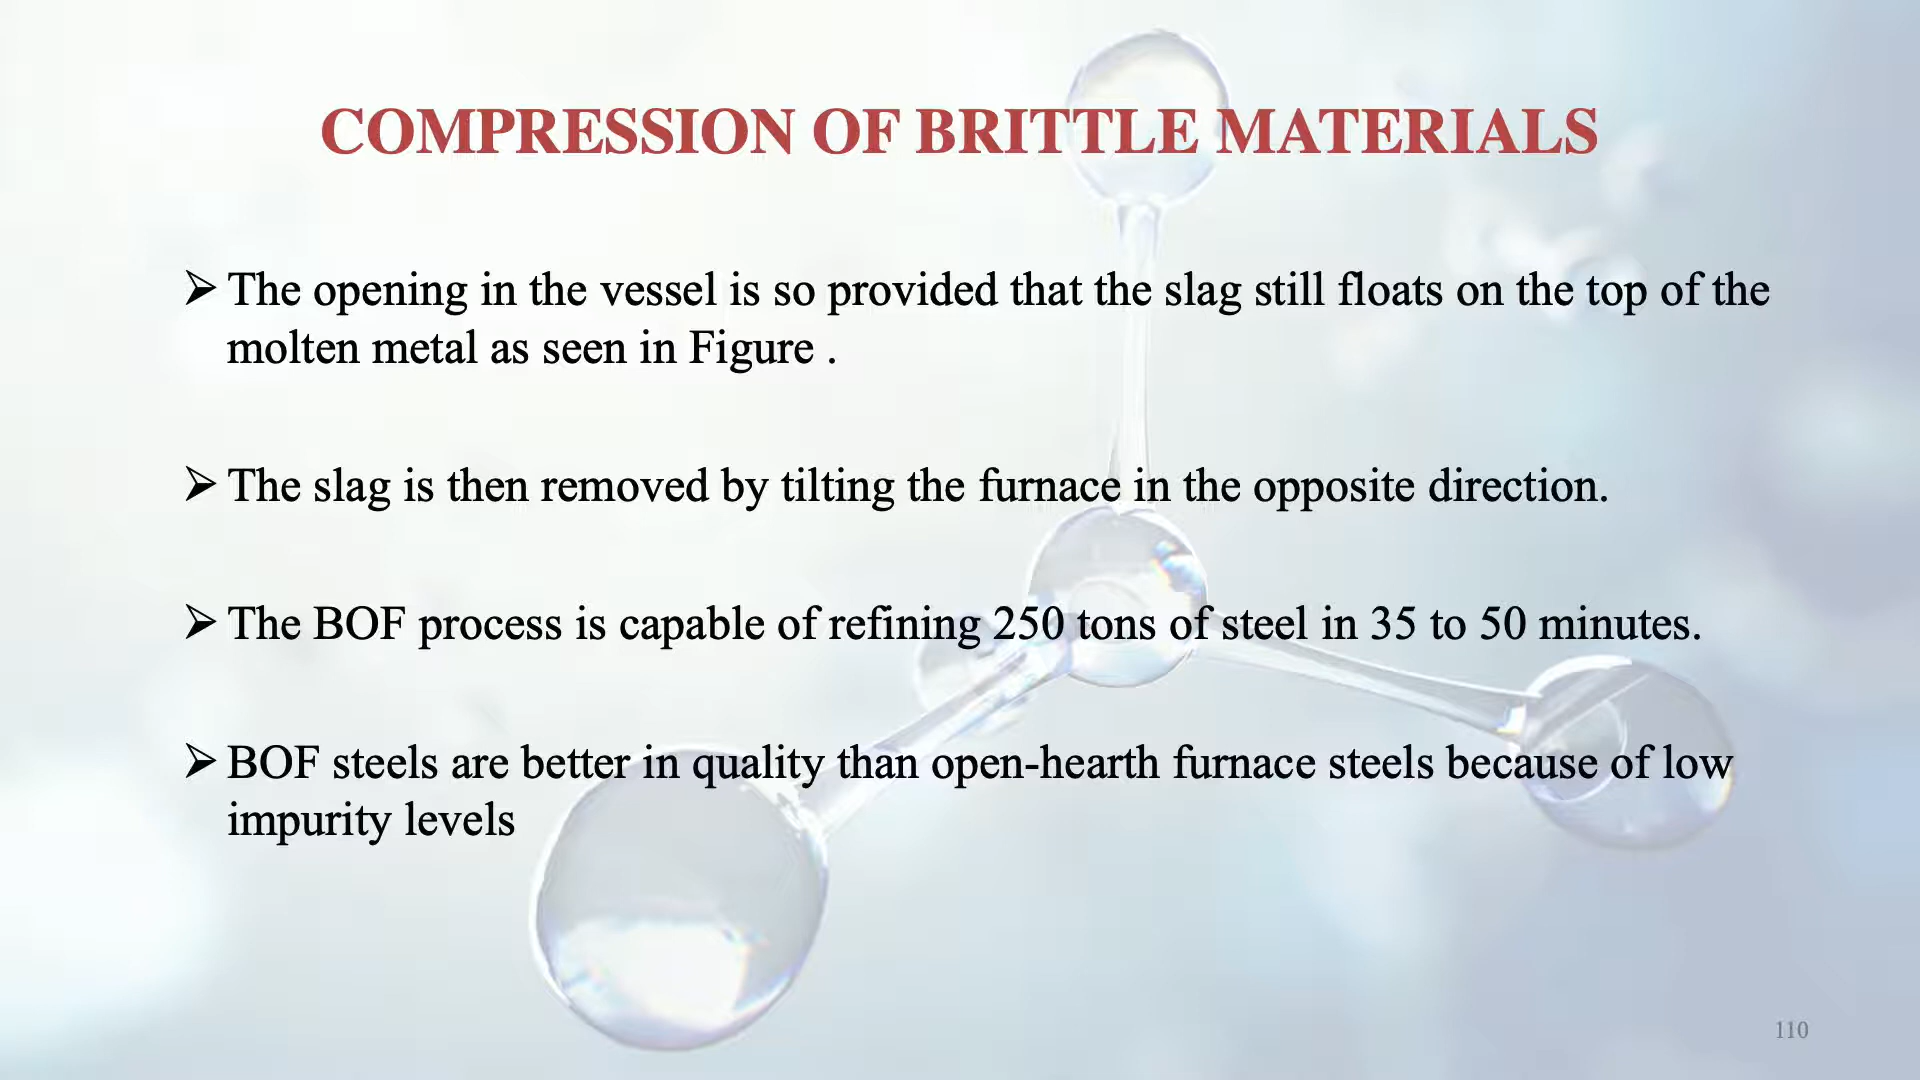 COMPRESSION OF BRITTLE MATERIALS
➢ The opening in the vessel is so provided that the slag still floats on the top of the
molten metal as seen in Figure .
➢ The slag is then removed by tilting the furnace in the opposite direction.
➢ The BOF process is capable of refining 250 tons of steel in 35 to 50 minutes.
➢ BOF steels are better in quality than open-hearth furnace steels because of low
impurity levels
110